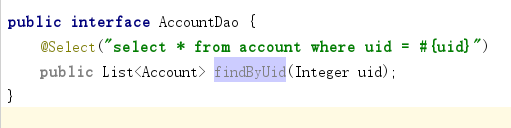 public interface AccountDao {
@Select("select * from account where uid = #{uid}")
public List<Account> findByUid(Integer uid);
}